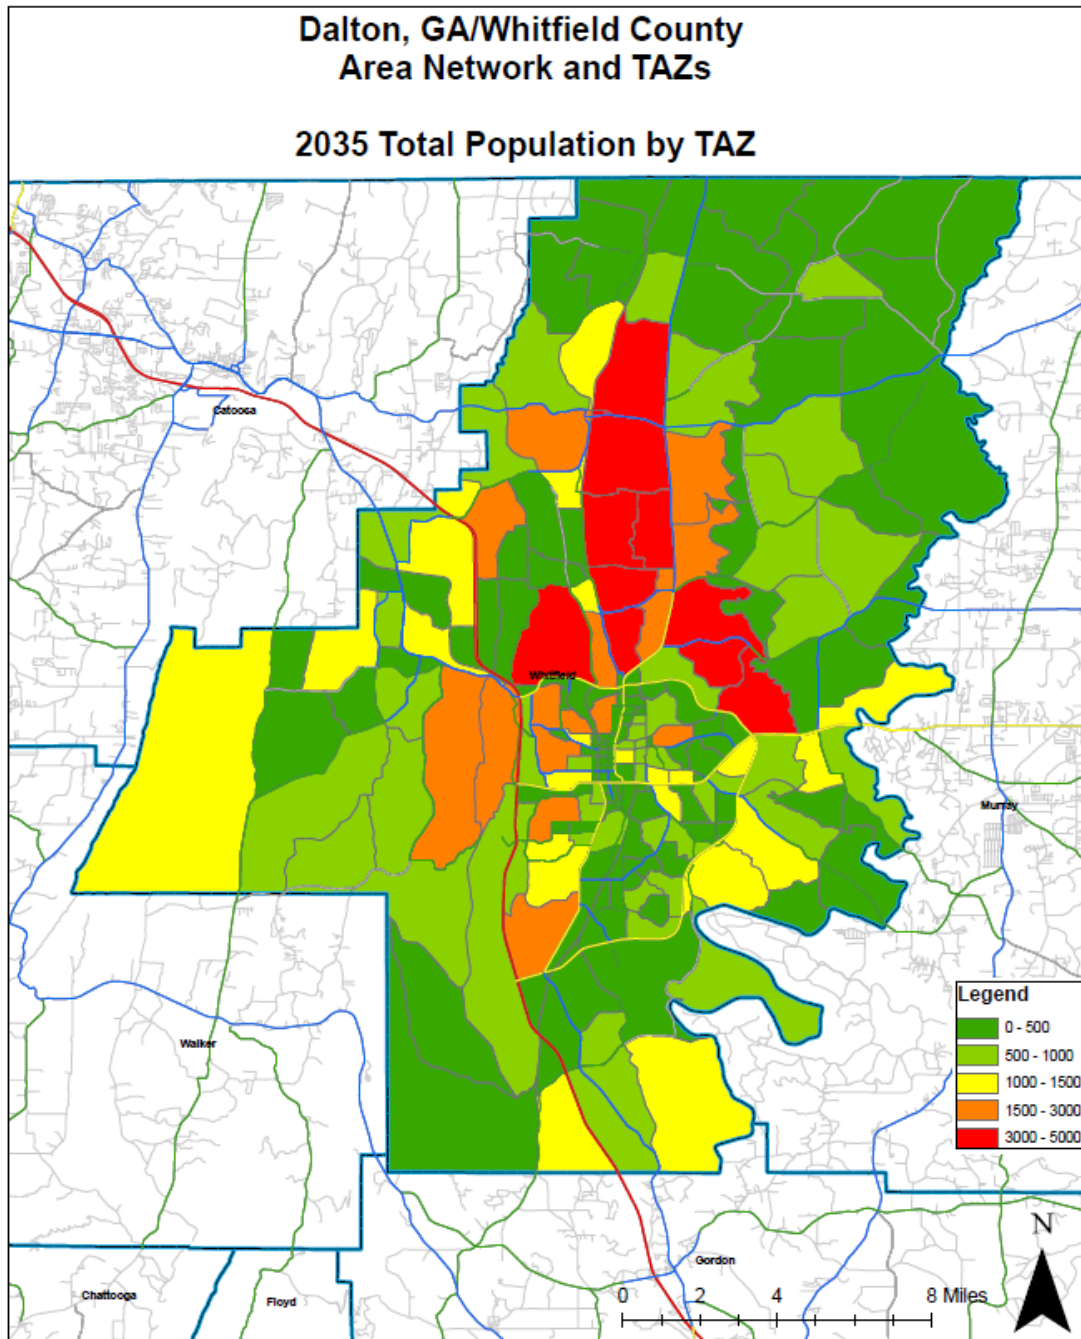 Dalton, GA/Whitfield County
Area Network and TAZs
2035 Total Population by TAZ
Catoosa
Whitfield
Murray
Legend
0 - 500
500 - 1000
1000 - 1500
1500 - 3000
3000 - 5000
Walker
N
Gordon
Chattooga
Floyd
0 2 4 8 Miles